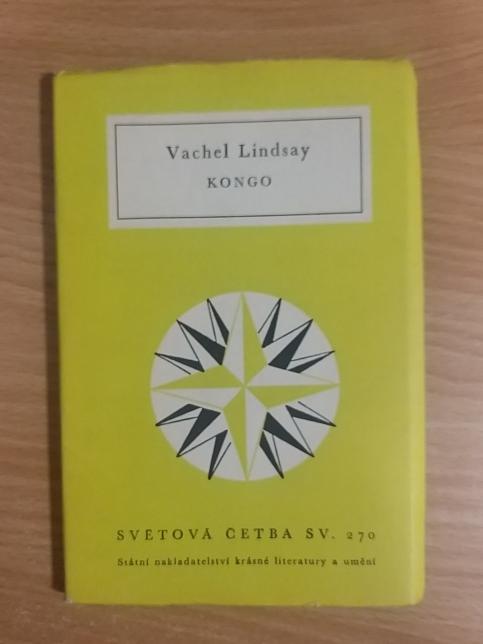 Vachel Lindsay
KONGO
SVĚTOVÁ ČETBA SV. 270
Státní nakladatelství krásné literatury a umění